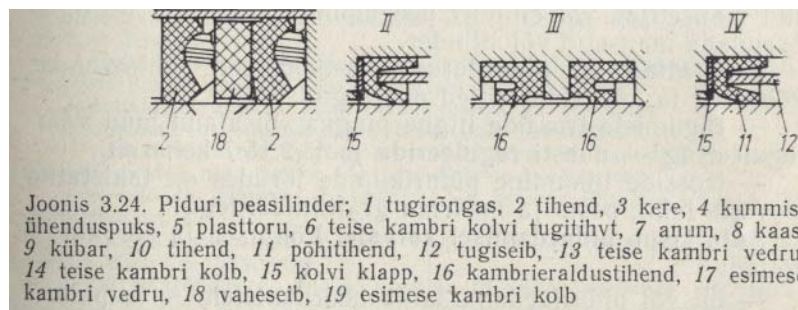 II III IV
2 18 2 15 16 16 15 11 12
Joonis 3.24. Piduri peasilinder; 1 tugirõngas, 2 tihend, 3 kere, 4 kummis
ühenduspuks, 5 plasttoru, 6 teise kambri kolvi tugitihvt, 7 anum, 8 kaas
9 kübar, 10 tihend, 11 põhitihend, 12 tugiseib, 13 teise kambri vedru
14 teise kambri kolb, 15 kolvi klapp, 16 kambrieraldustihend, 17 esimese
kambri vedru, 18 vaheseib, 19 esimese kambri kolb